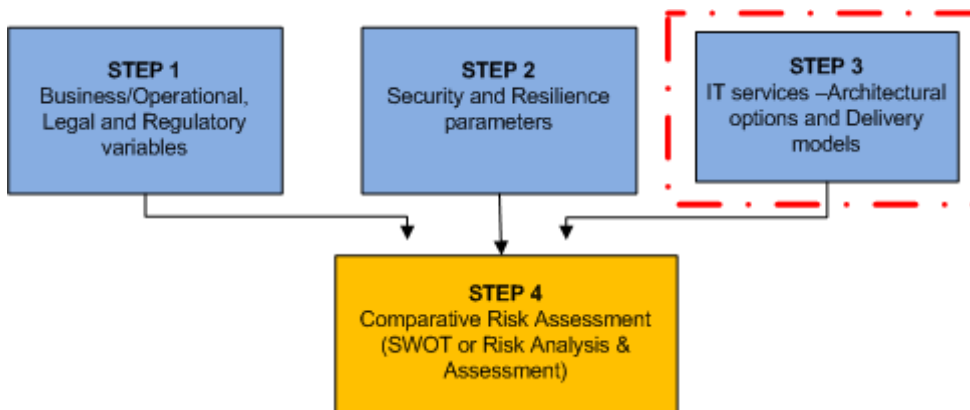 STEP 1
Business/Operational,
Legal and Regulatory
variables
STEP 2
Security and Resilience
parameters
STEP 3
IT services –Architectural
options and Delivery
models
STEP 4
Comparative Risk Assessment
(SWOT or Risk Analysis &
Assessment)